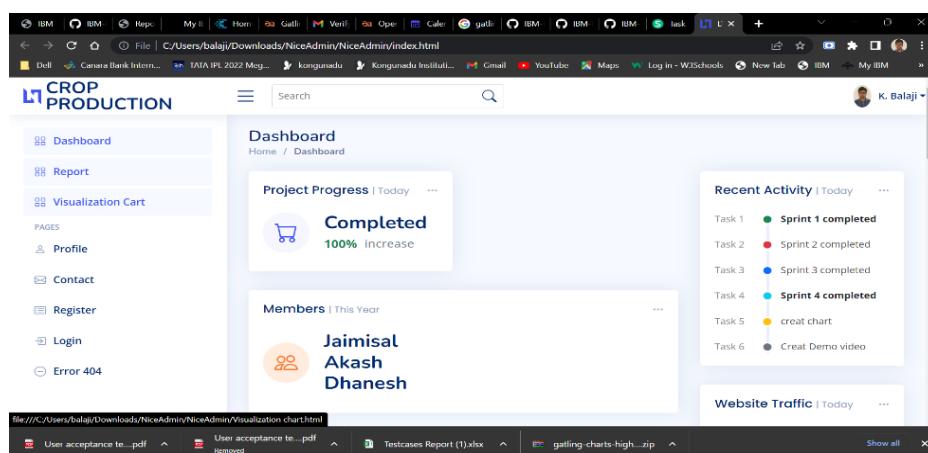 IBM IBM- Repo My I Hom Gatlin Verif Oper Caler gatlin IBM- IBM- IBM- lask
File | C:/Users/balaji/Downloads/NiceAdmin/NiceAdmin/index.html
Dell Canara Bank Intern... TATA IPL 2022 Meg... kongunadu Kongunadu Instituti... Gmail YouTube Maps Log in - W3Schools New Tab IBM My IBM »
CROP
PRODUCTION
Search
K. Balaji
Dashboard
Report
Visualization Cart
PAGES
Profile
Contact
Register
Login
Error 404
Dashboard
Home / Dashboard
Project Progress | Today ...
Completed
100% increase
Members | This Year ...
Jaimisal
Akash
Dhanesh
Recent Activity | Today ...
Task 1 Sprint 1 completed
Task 2 Sprint 2 completed
Task 3 Sprint 3 completed
Task 4 Sprint 4 completed
Task 5 creat chart
Task 6 Creat Demo video
Website Traffic | Today ...
file:///C:/Users/balaji/Downloads/NiceAdmin/NiceAdmin/Visualization chart.html
User acceptance te....pdf
User acceptance te....pdf
Removed
Testcases Report (1).xlsx
gatling-charts-high....zip
Show all